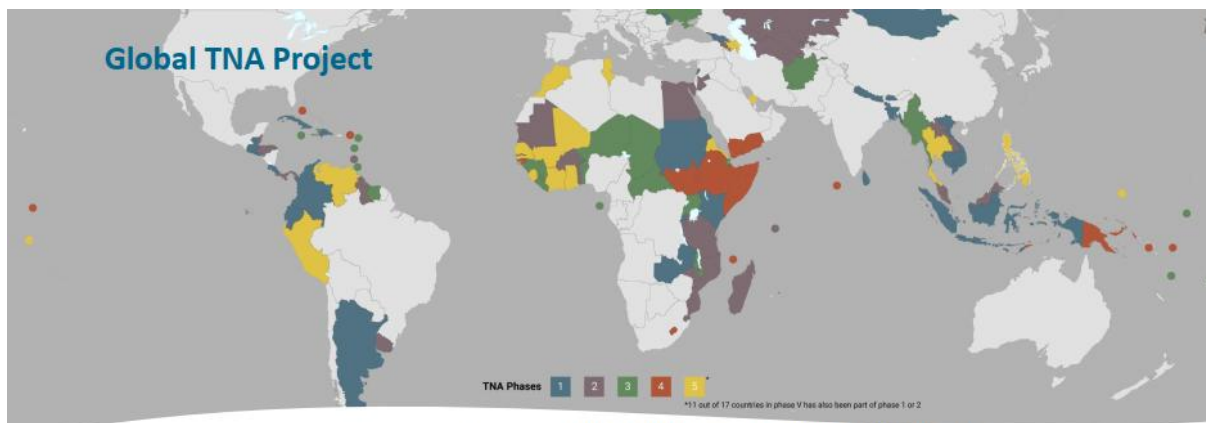 Global TNA Project
TNA Phases 1 2 3 4 5 *
*11 out of 17 countries in phase V has also been part of phase 1 or 2